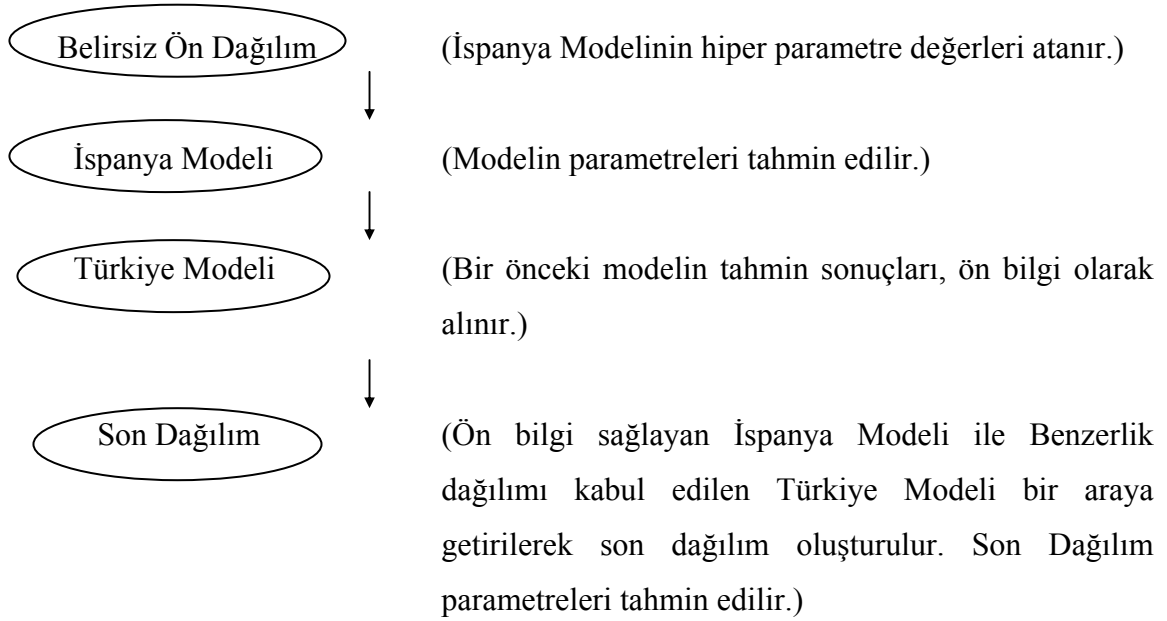 Belirsiz Ön Dağılım (İspanya Modelinin hiper parametre değerleri atanır.)
İspanya Modeli (Modelin parametreleri tahmin edilir.)
Türkiye Modeli (Bir önceki modelin tahmin sonuçları, ön bilgi olarak
alınır.)
Son Dağılım (Ön bilgi sağlayan İspanya Modeli ile Benzerlik
dağılımı kabul edilen Türkiye Modeli bir araya
getirilerek son dağılım oluşturulur. Son Dağılım
parametreleri tahmin edilir.)